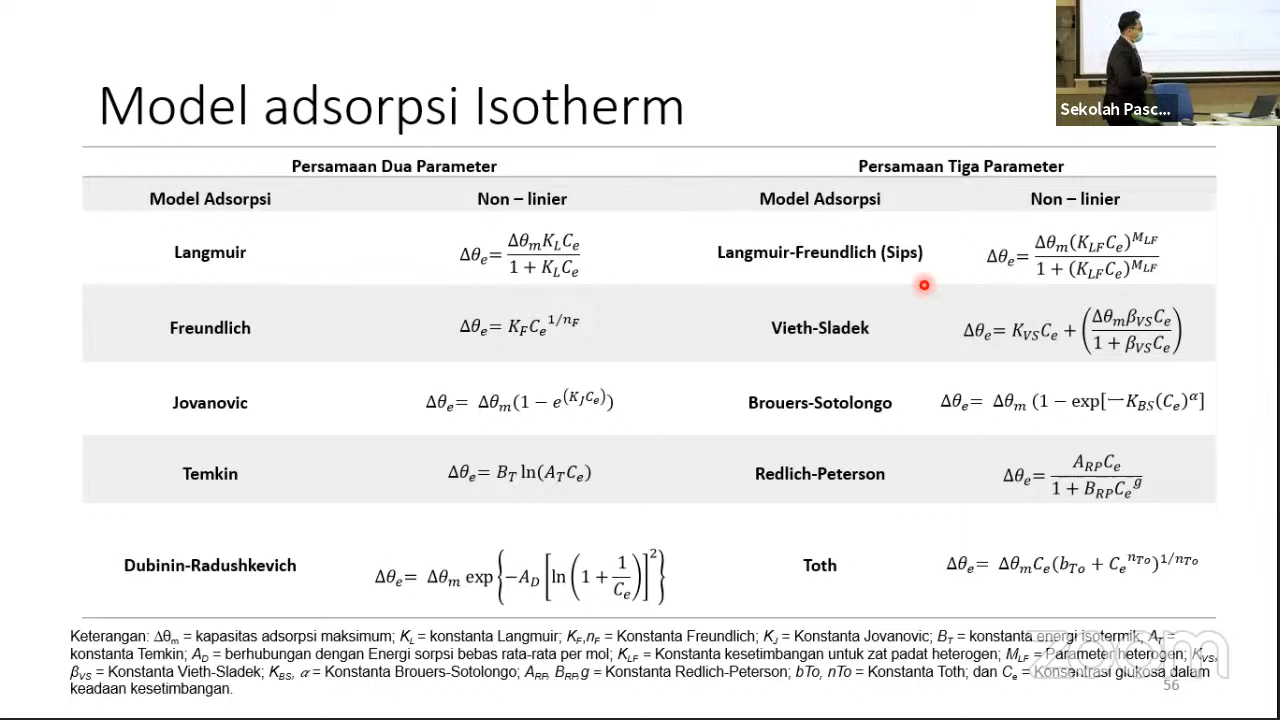 Sekolah Pasc...
Model adsorpsi Isotherm
Persamaan Dua Parameter Persamaan Tiga Parameter
Model Adsorpsi Non – linier Model Adsorpsi Non – linier
Langmuir Δθe= ΔθmKLCe / 1 + KLCe Langmuir-Freundlich (Sips) Δθe= Δθm(KLFCe)^MLF / 1 + (KLFCe)^MLF
Freundlich Δθe= KFCe^1/nF Vieth-Sladek Δθe= KVSCe + (ΔθmβVSCe / 1 + βVSCe)
Jovanovic Δθe= Δθm(1 − e^(KJCe)) Brouers-Sotolongo Δθe= Δθm (1 − exp[−KBS(Ce)^α]
Temkin Δθe= BT ln(ATCe) Redlich-Peterson Δθe= ARPCe / 1 + BRPCe^g
Dubinin-Radushkevich Δθe= Δθm exp{−AD [ln (1 + 1/Ce)]^2} Toth Δθe= ΔθmCe(bTo + Ce^nTo)^1/nTo
Keterangan: Δθm = kapasitas adsorpsi maksimum; KL = konstanta Langmuir; KF,nF = Konstanta Freundlich; KJ = Konstanta Jovanovic; BT = konstanta energi isotermik, AT =
konstanta Temkin; AD = berhubungan dengan Energi sorpsi bebas rata-rata per mol; KLF = Konstanta kesetimbangan untuk zat padat heterogen; MLF = Parameter heterogen; KVS,
βVS = Konstanta Vieth-Sladek; KBS, α = Konstanta Brouers-Sotolongo; ARP, BRP,g = Konstanta Redlich-Peterson; bTo, nTo = Konstanta Toth; dan Ce = Konsentrasi glukosa dalam
keadaan kesetimbangan.
zoom
56